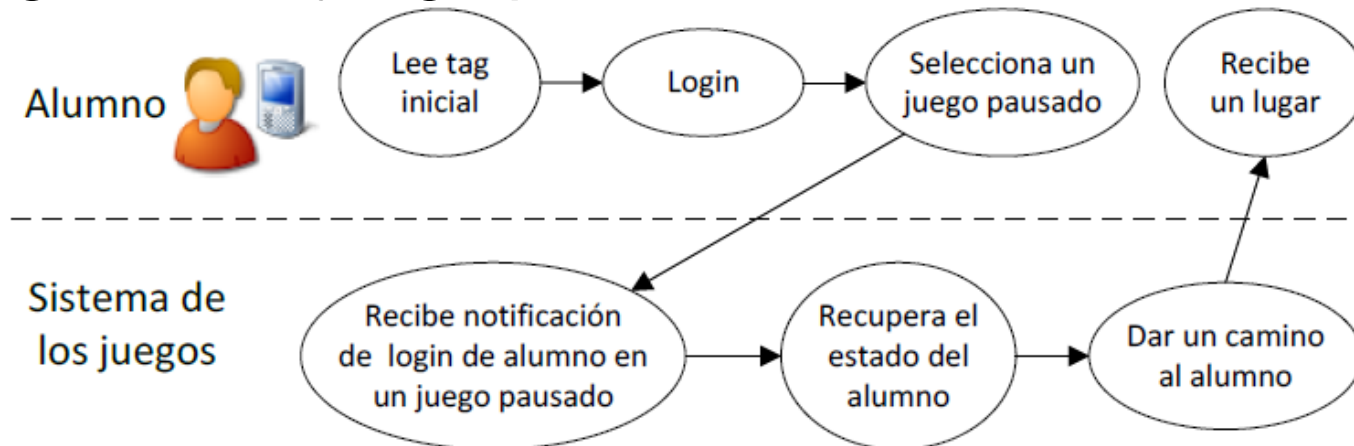 Alumno
Lee tag
inicial
Login
Selecciona un
juego pausado
Recibe
un lugar
Sistema de
los juegos
Recibe notificación
de login de alumno en
un juego pausado
Recupera el
estado del
alumno
Dar un camino
al alumno